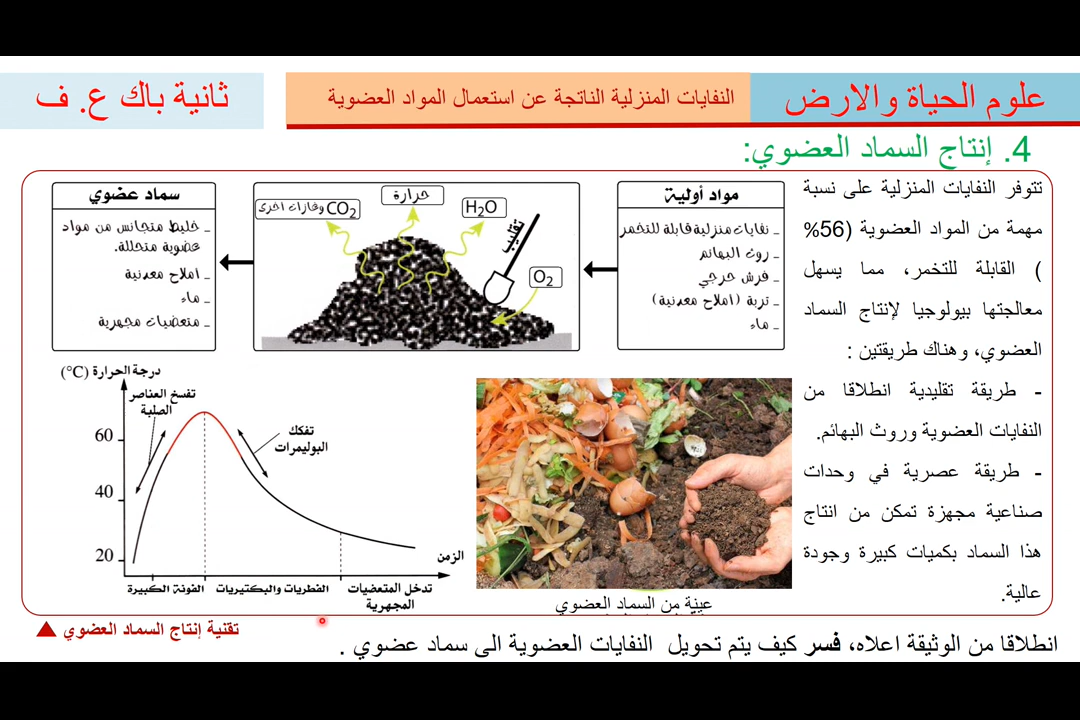 علوم الحياة والارض
النفايات المنزلية الناتجة عن استعمال المواد العضوية
ثانية باك ع. ف
4. إنتاج السماد العضوي:
تتوفر النفايات المنزلية على نسبة
مهمة من المواد العضوية (56%
) القابلة للتخمر، مما يسهل
معالجتها بيولوجيا لإنتاج السماد
العضوي، وهناك طريقتين :
- طريقة تقليدية انطلاقا من
النفايات العضوية وروث البهائم.
- طريقة عصرية في وحدات
صناعية مجهزة تمكن من انتاج
هذا السماد بكميات كبيرة وجودة
عالية.
مواد أولية
_ نفايات منزلية قابلة للتخمر
_ روث البهائم
_ فرش حرجي
_ تربة (املاح معدنية)
_ ماء
حرارة
H2O
CO2 وغازات اخرى
تقليب
O2
سماد عضوي
_ خليط متجانس من مواد
عضوية متحللة.
_ املاح معدنية
_ ماء
_ متعضيات مجهرية
درجة الحرارة (°C)
تفسخ العناصر
الصلبة
تفكك
البوليمرات
60
40
20
الزمن
الفونة الكبيرة
الفطريات والبكتيريات
تدخل المتعضيات
المجهرية
عينة من السماد العضوي
تقنية إنتاج السماد العضوي
انطلاقا من الوثيقة اعلاه، فسر كيف يتم تحويل النفايات العضوية الى سماد عضوي .